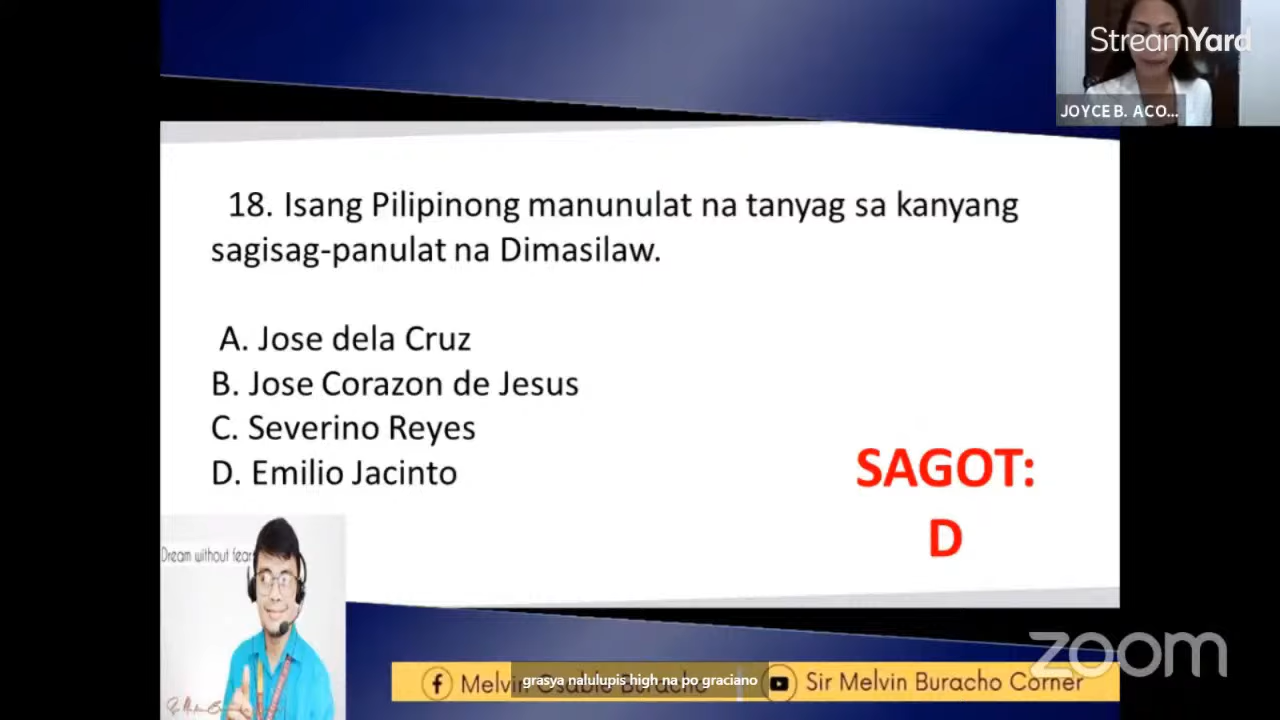 StreamYard
JOYCE B. ACO...
18. Isang Pilipinong manunulat na tanyag sa kanyang
sagisag-panulat na Dimasilaw.
A. Jose dela Cruz
B. Jose Corazon de Jesus
C. Severino Reyes
D. Emilio Jacinto
SAGOT:
D
Dream without fear
zoom
Melvin Buracho
grasya nalulupis high na po graciano
Sir Melvin Buracho Corner